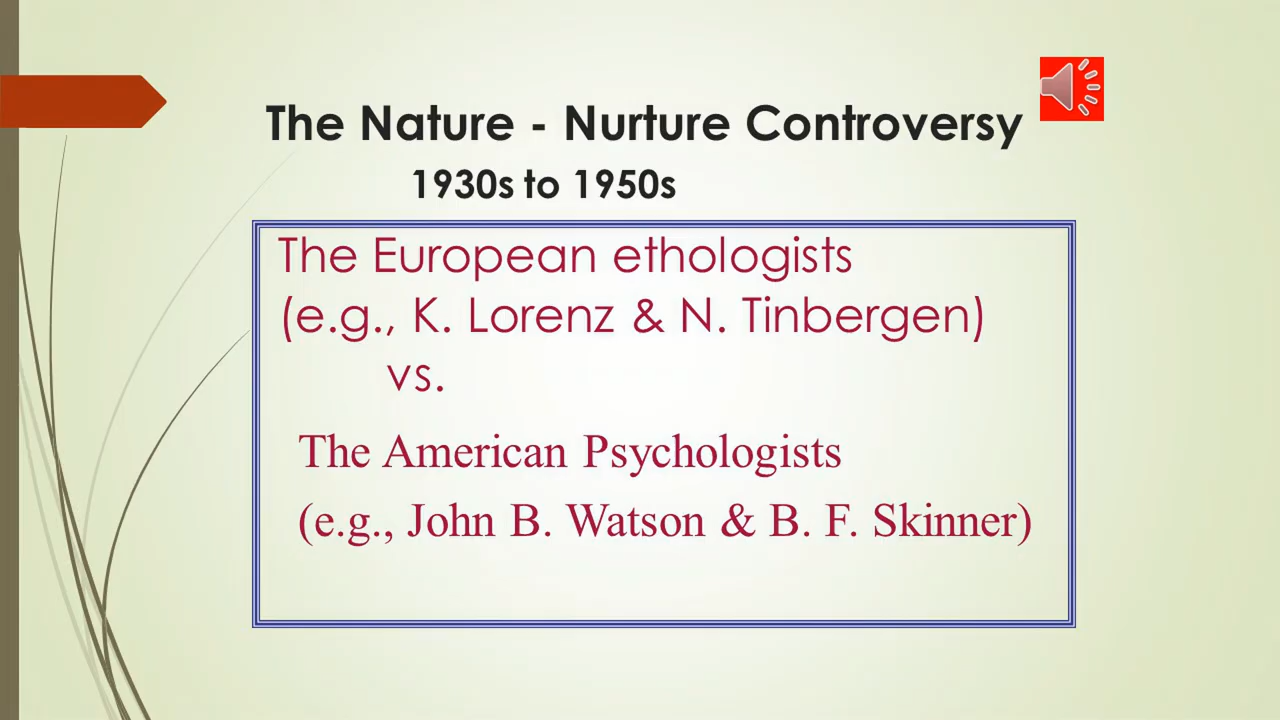 The Nature - Nurture Controversy
1930s to 1950s
The European ethologists
(e.g., K. Lorenz & N. Tinbergen)
vs.
The American Psychologists
(e.g., John B. Watson & B. F. Skinner)